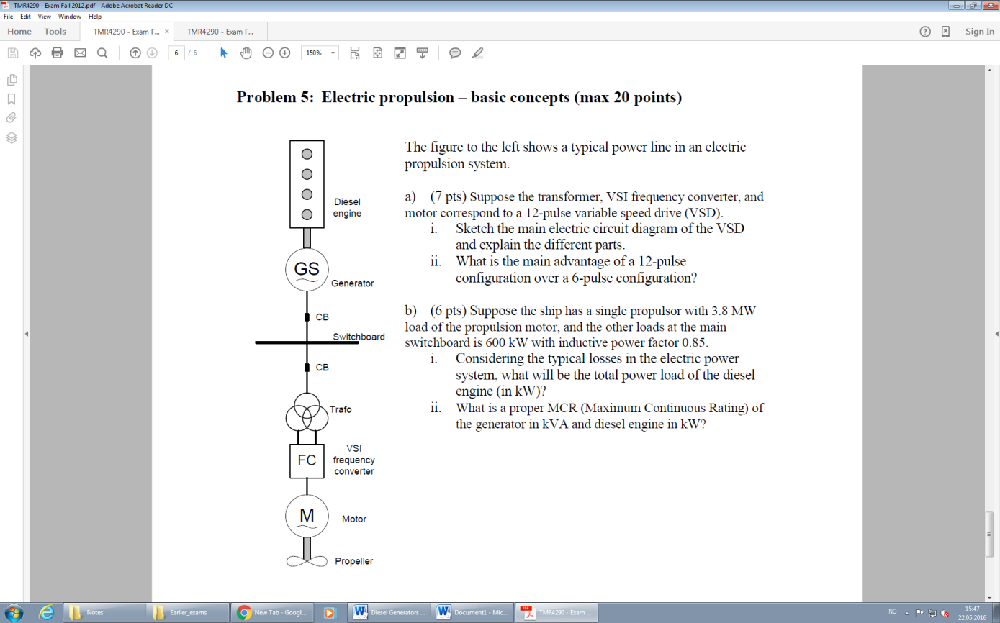 TMR4290 - Exam Fall 2012.pdf - Adobe Acrobat Reader DC
File Edit View Window Help
Home Tools TMR4290 - Exam F... × TMR4290 - Exam F... Sign In
6 / 6 150%
Problem 5: Electric propulsion – basic concepts (max 20 points)
Diesel
engine
GS
Generator
CB
Switchboard
CB
Trafo
FC
VSI
frequency
converter
M
Motor
Propeller
The figure to the left shows a typical power line in an electric
propulsion system.
a) (7 pts) Suppose the transformer, VSI frequency converter, and
motor correspond to a 12-pulse variable speed drive (VSD).
i. Sketch the main electric circuit diagram of the VSD
and explain the different parts.
ii. What is the main advantage of a 12-pulse
configuration over a 6-pulse configuration?
b) (6 pts) Suppose the ship has a single propulsor with 3.8 MW
load of the propulsion motor, and the other loads at the main
switchboard is 600 kW with inductive power factor 0.85.
i. Considering the typical losses in the electric power
system, what will be the total power load of the diesel
engine (in kW)?
ii. What is a proper MCR (Maximum Continuous Rating) of
the generator in kVA and diesel engine in kW?
Notes Earlier_exams New Tab - Googl... Diesel Generators ... Document1 - Mic... TMR4290 - Exam ... NO 15:47
22.05.2016